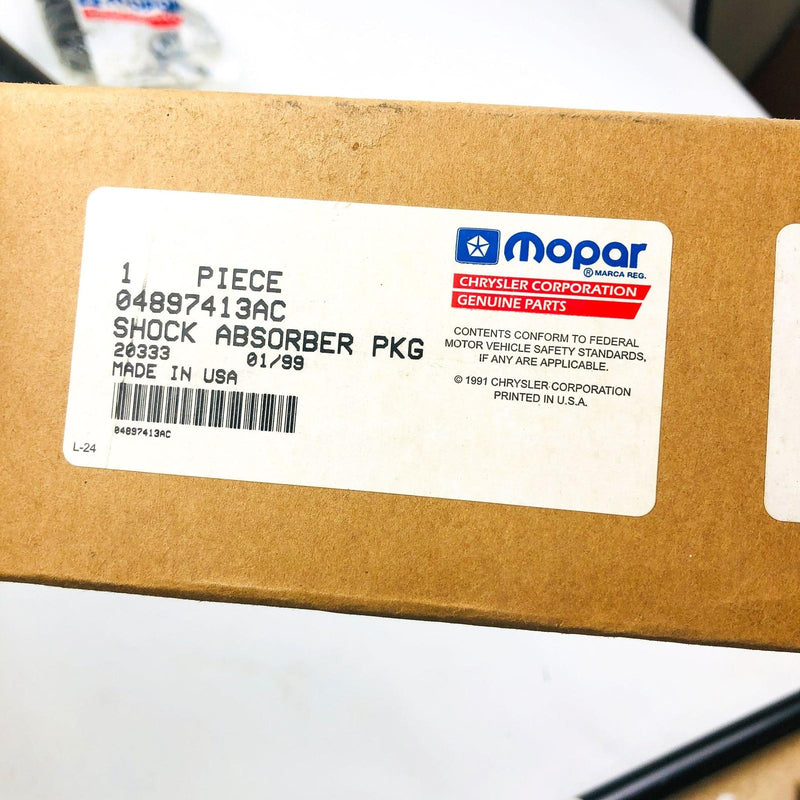 mopar
1 PIECE
04897413AC
SHOCK ABSORBER PKG
20333 01/99
MADE IN USA
04897413AC
L-24
mopar
® MARCA REG.
CHRYSLER CORPORATION
GENUINE PARTS
CONTENTS CONFORM TO FEDERAL
MOTOR VEHICLE SAFETY STANDARDS,
IF ANY ARE APPLICABLE.
© 1991 CHRYSLER CORPORATION
PRINTED IN U.S.A.